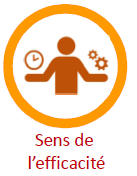 Sens de
l'efficacité